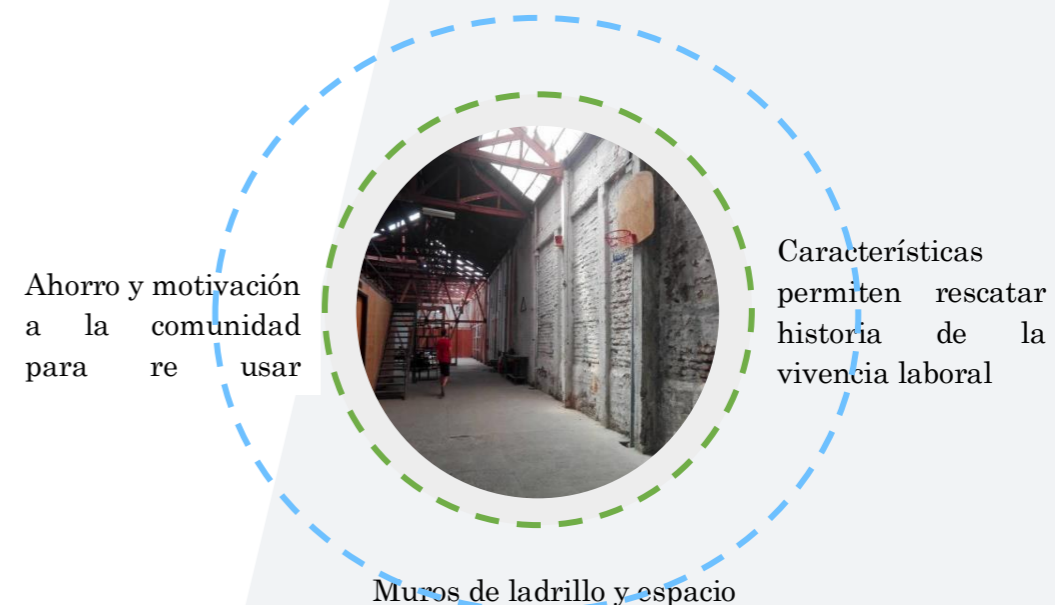 Ahorro y motivación
a la comunidad
para re usar
Características
permiten rescatar
historia de la
vivencia laboral
Muros de ladrillo y espacio